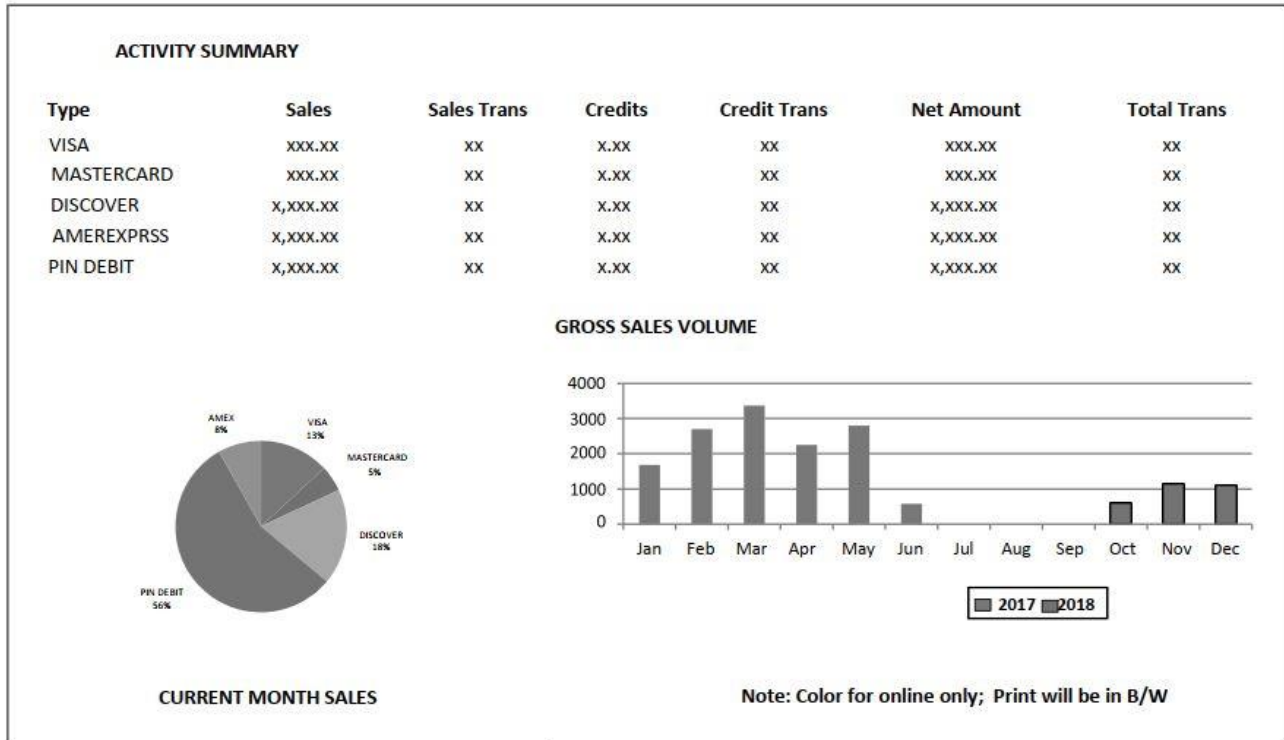 ACTIVITY SUMMARY
Type Sales Sales Trans Credits Credit Trans Net Amount Total Trans
VISA xxx.xx xx x.xx xx xxx.xx xx
MASTERCARD xxx.xx xx x.xx xx xxx.xx xx
DISCOVER x,xxx.xx xx x.xx xx x,xxx.xx xx
AMEREXPRSS x,xxx.xx xx x.xx xx x,xxx.xx xx
PIN DEBIT x,xxx.xx xx x.xx xx x,xxx.xx xx
GROSS SALES VOLUME
AMEX
8%
VISA
13%
MASTERCARD
5%
DISCOVER
18%
PIN DEBIT
56%
4000
3000
2000
1000
0
Jan Feb Mar Apr May Jun Jul Aug Sep Oct Nov Dec
2017 2018
CURRENT MONTH SALES
Note: Color for online only; Print will be in B/W